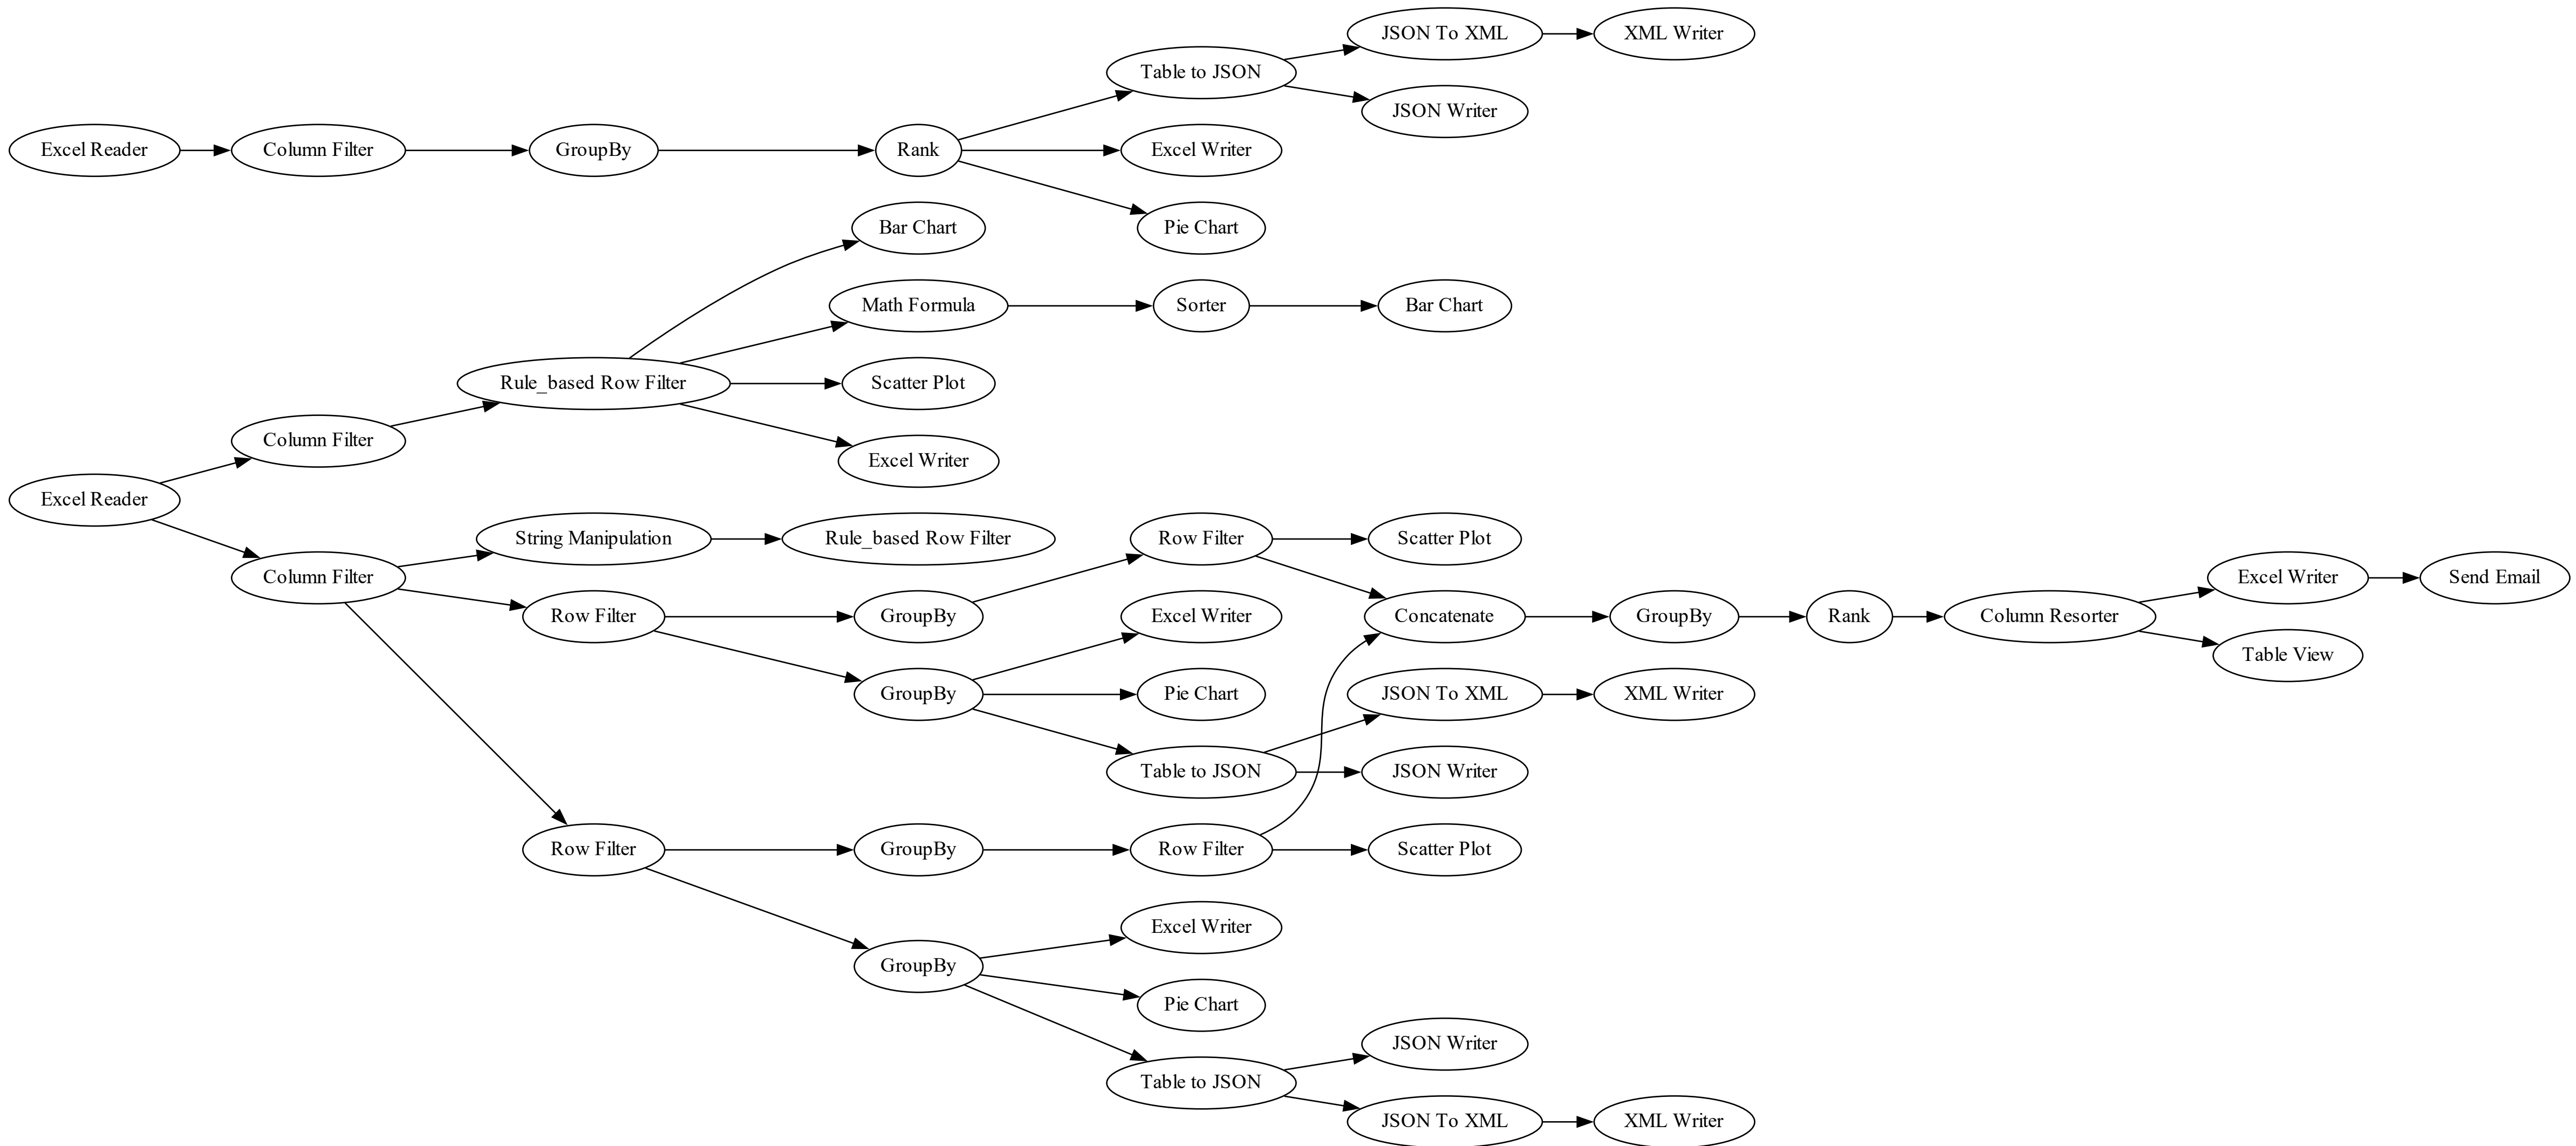 JSON To XML
XML Writer
Table to JSON
JSON Writer
Excel Reader
Column Filter
GroupBy
Rank
Excel Writer
Pie Chart
Bar Chart
Math Formula
Sorter
Bar Chart
Rule_based Row Filter
Scatter Plot
Column Filter
Excel Writer
Excel Reader
String Manipulation
Rule_based Row Filter
Row Filter
Scatter Plot
Column Filter
Excel Writer
Send Email
Row Filter
GroupBy
Excel Writer
Concatenate
GroupBy
Rank
Column Resorter
Table View
GroupBy
Pie Chart
JSON To XML
XML Writer
Table to JSON
JSON Writer
Row Filter
GroupBy
Row Filter
Scatter Plot
Excel Writer
GroupBy
Pie Chart
JSON Writer
Table to JSON
JSON To XML
XML Writer